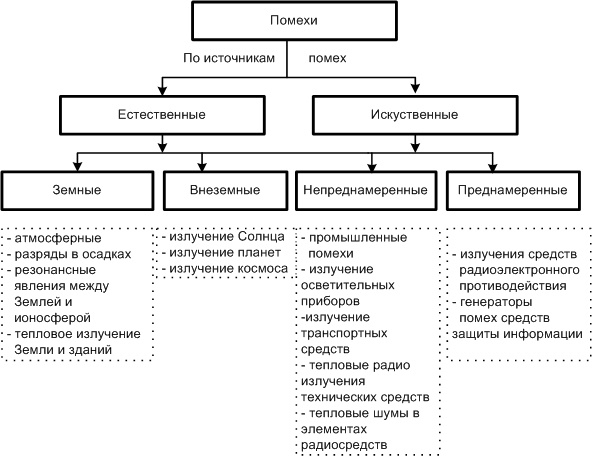 Помехи
По источникам помех
Естественные
Искуственные
Земные
Внеземные
Непреднамеренные
Преднамеренные
- атмосферные
- разряды в осадках
- резонансные
явления между
Землей и
ионосферой
- тепловое излучение
Земли и зданий
- излучение Солнца
- излучение планет
- излучение космоса
- промышленные
помехи
- излучение
осветительных
приборов
-излучение
транспортных
средств
- тепловые радио
излучения
технических средств
- тепловые шумы в
элементах
радиосредств
- излучения средств
радиоэлектронного
противодействия
- генераторы
помех средств
защиты информации